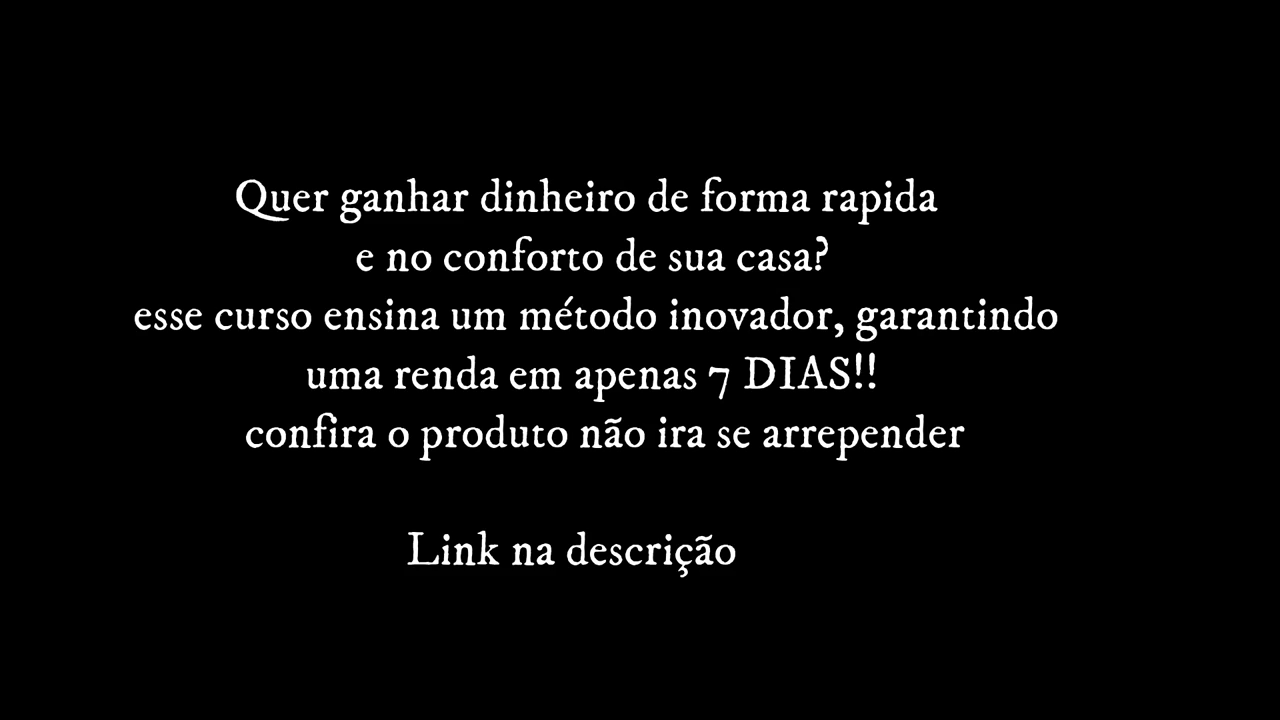 Quer ganhar dinheiro de forma rapida
e no conforto de sua casa?
esse curso ensina um método inovador, garantindo
uma renda em apenas 7 DIAS!!
confira o produto não ira se arrepender
Link na descrição